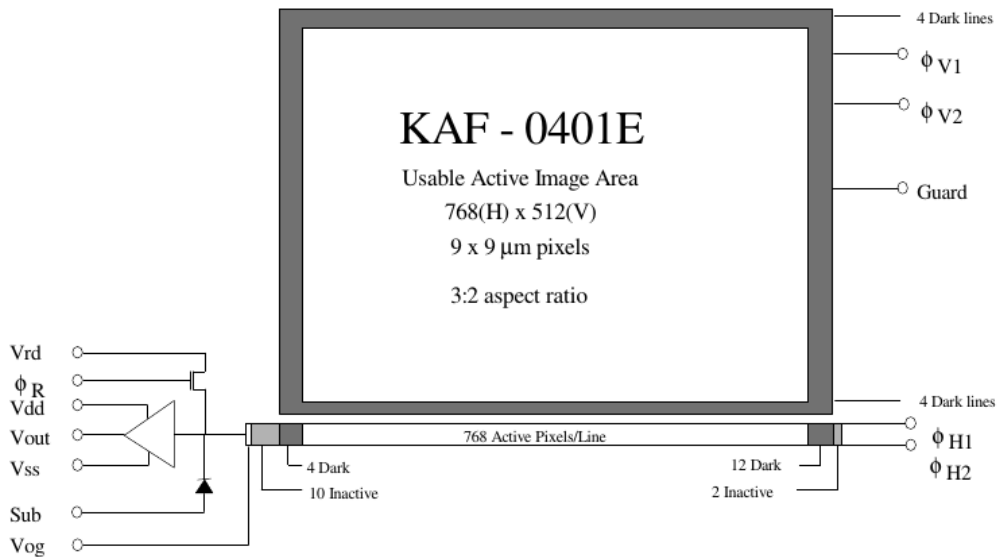 4 Dark lines
ϕ V1
ϕ V2
Guard
KAF - 0401E
Usable Active Image Area
768(H) x 512(V)
9 x 9 μm pixels
3:2 aspect ratio
Vrd
ϕ R
Vdd
Vout
Vss
Sub
Vog
4 Dark lines
768 Active Pixels/Line
ϕ H1
ϕ H2
4 Dark
10 Inactive
12 Dark
2 Inactive